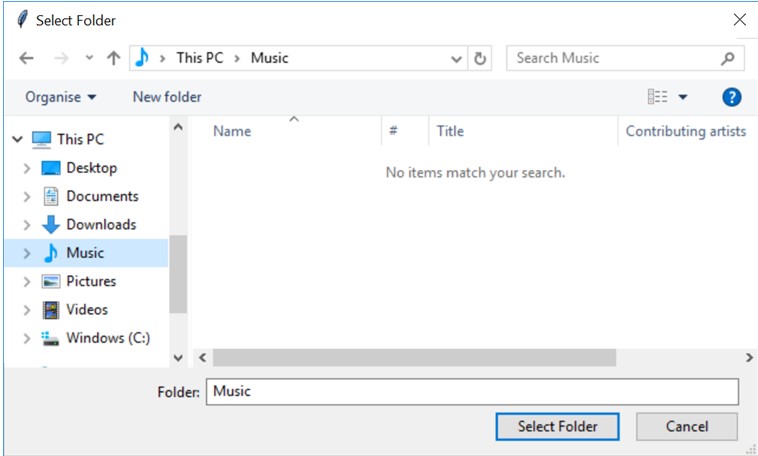 Select Folder
This PC > Music
Search Music
Organise
New folder
?
Name
#
Title
Contributing artists
No items match your search.
This PC
Desktop
Documents
Downloads
Music
Pictures
Videos
Windows (C:)
Folder: Music
Select Folder
Cancel